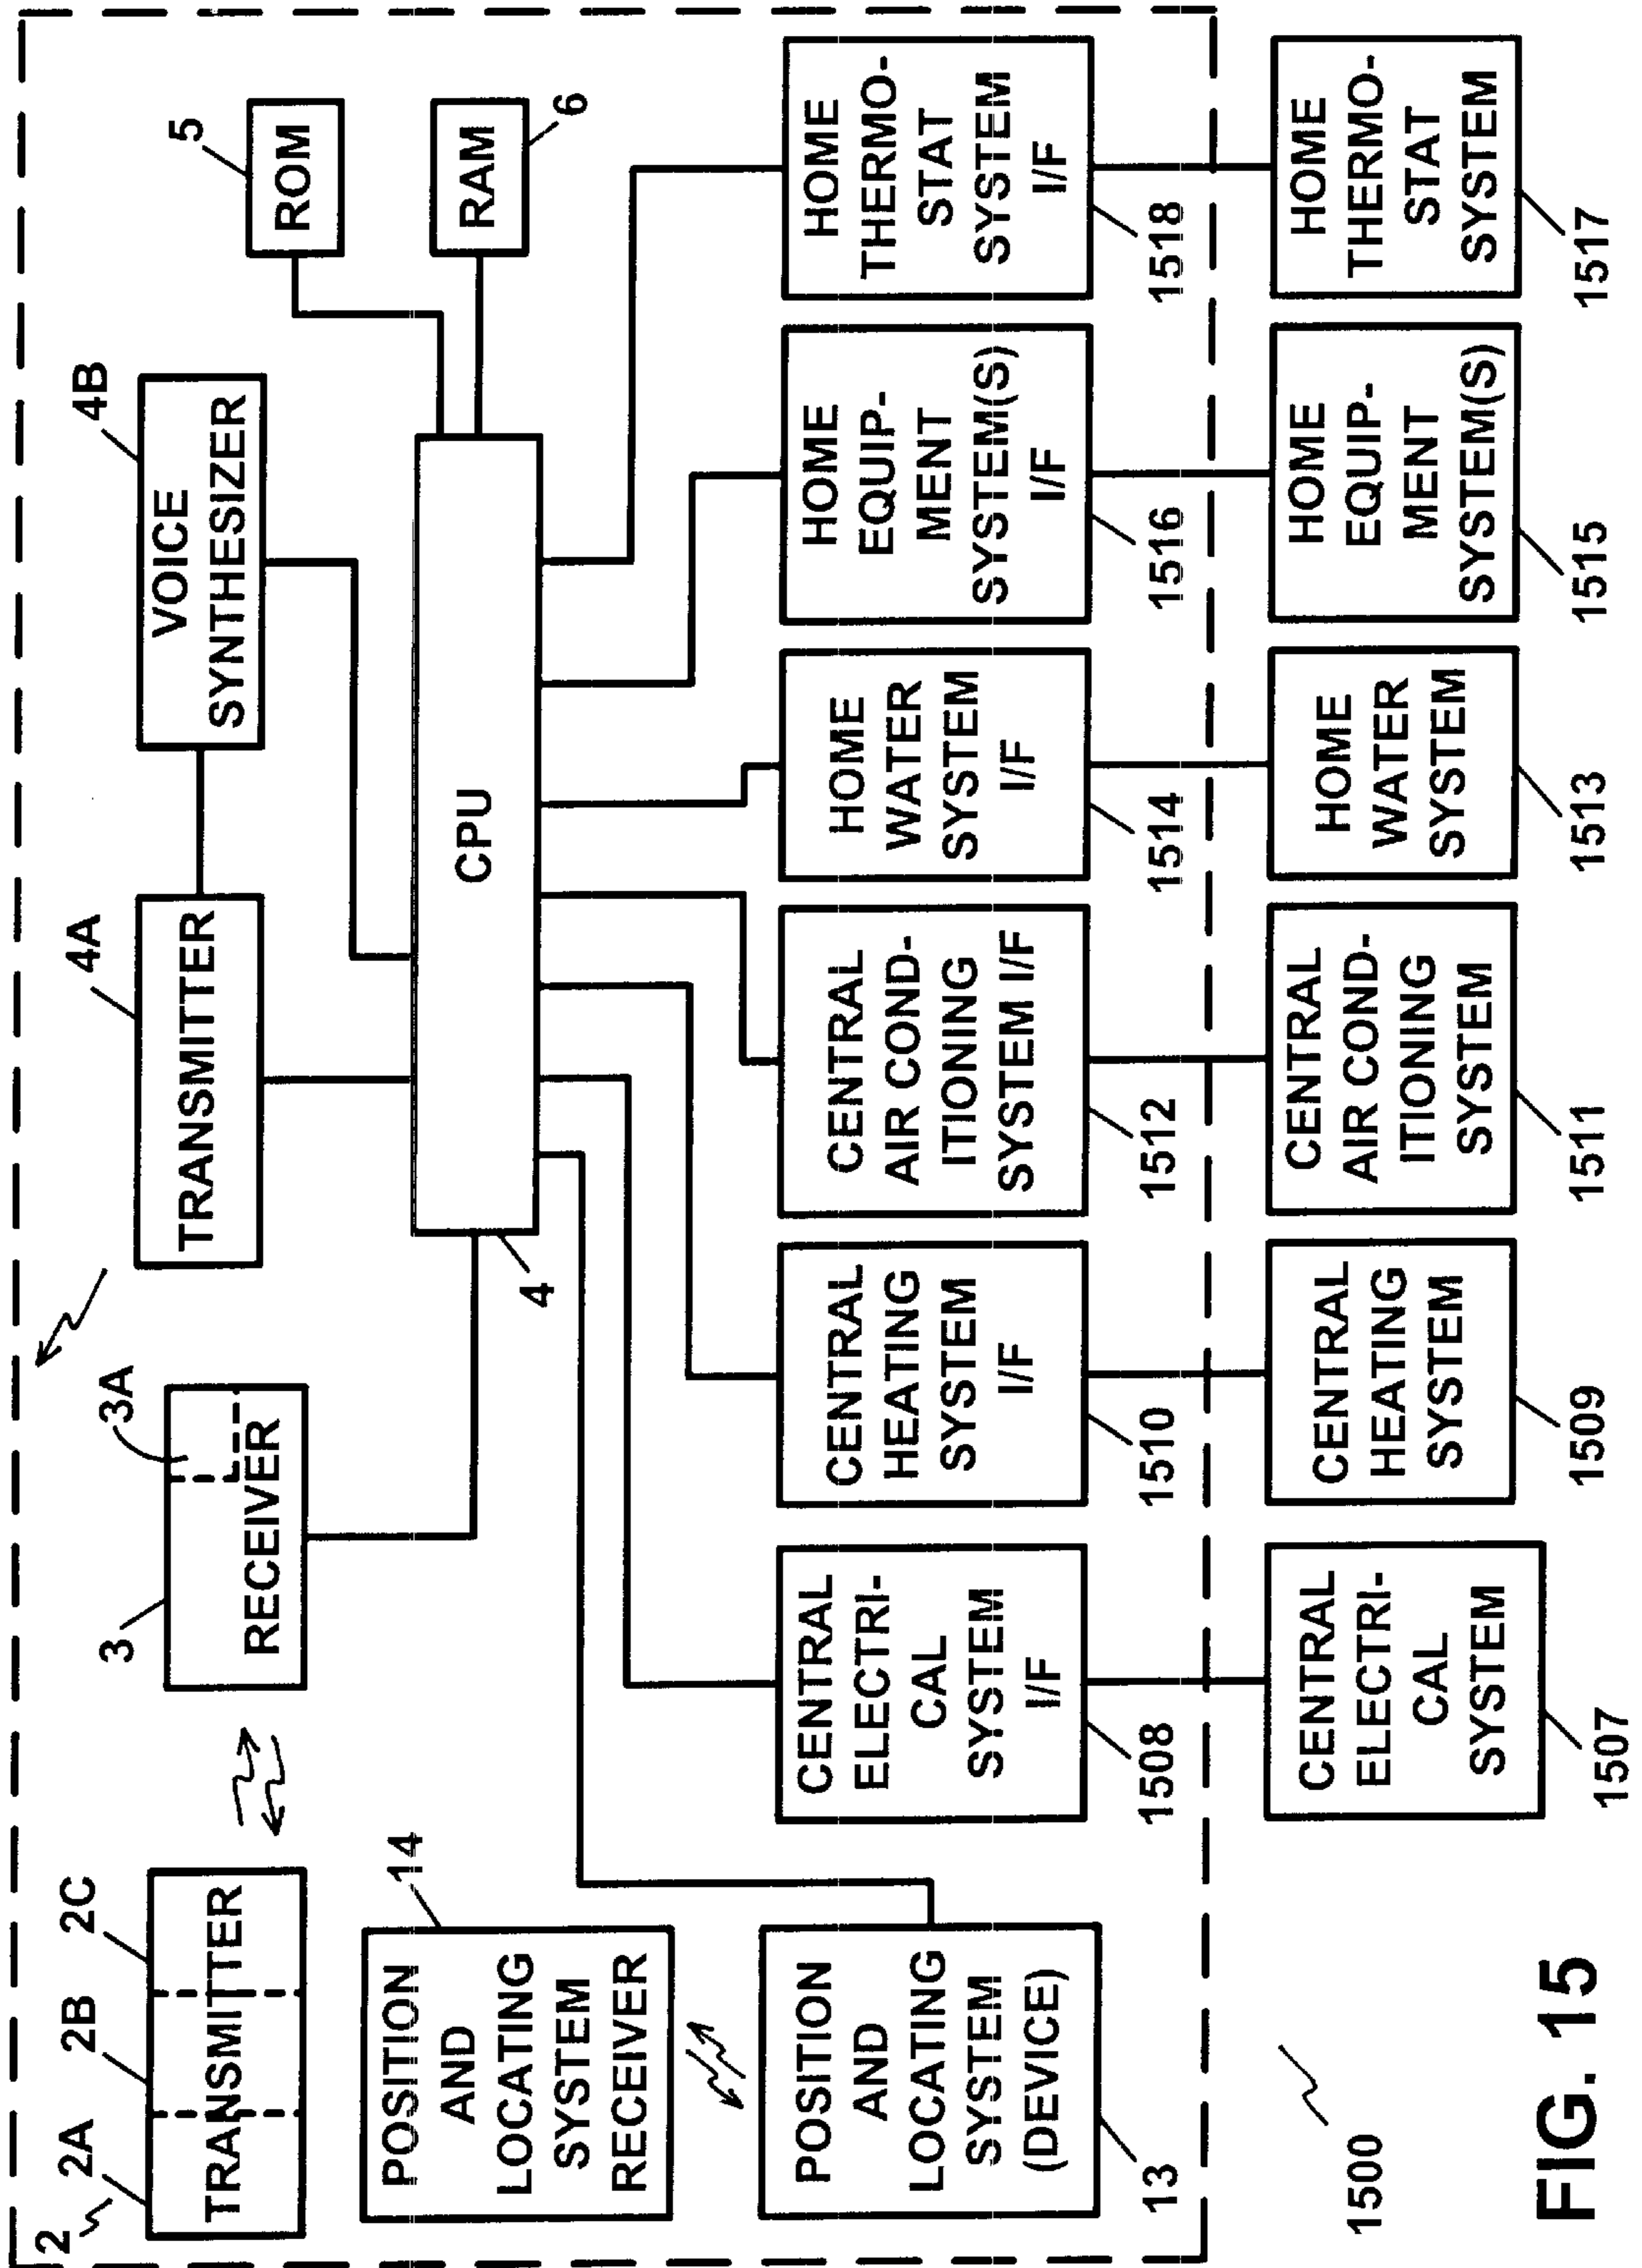 2
2A
2B
2C
TRANSMITTER
3
3A
RECEIVER
4A
TRANSMITTER
4B
VOICE
SYNTHESIZER
5
ROM
RAM
6
CPU
4
14
POSITION
AND
LOCATING
SYSTEM
RECEIVER
POSITION
AND
LOCATING
SYSTEM
(DEVICE)
13
CENTRAL
ELECTRI-
CAL
SYSTEM
I/F
1508
CENTRAL
HEATING
SYSTEM
I/F
1510
CENTRAL
AIR COND-
ITIONING
SYSTEM I/F
1512
HOME
WATER
SYSTEM
I/F
1514
HOME
EQUIP-
MENT
SYSTEM(S)
I/F
1516
HOME
THERMO-
STAT
SYSTEM
I/F
1518
CENTRAL
ELECTRI-
CAL
SYSTEM
1507
CENTRAL
HEATING
SYSTEM
1509
CENTRAL
AIR COND-
ITIONING
SYSTEM
1511
HOME
WATER
SYSTEM
1513
HOME
EQUIP-
MENT
SYSTEM(S)
1515
HOME
THERMO-
STAT
SYSTEM
1517
1500
FIG. 15